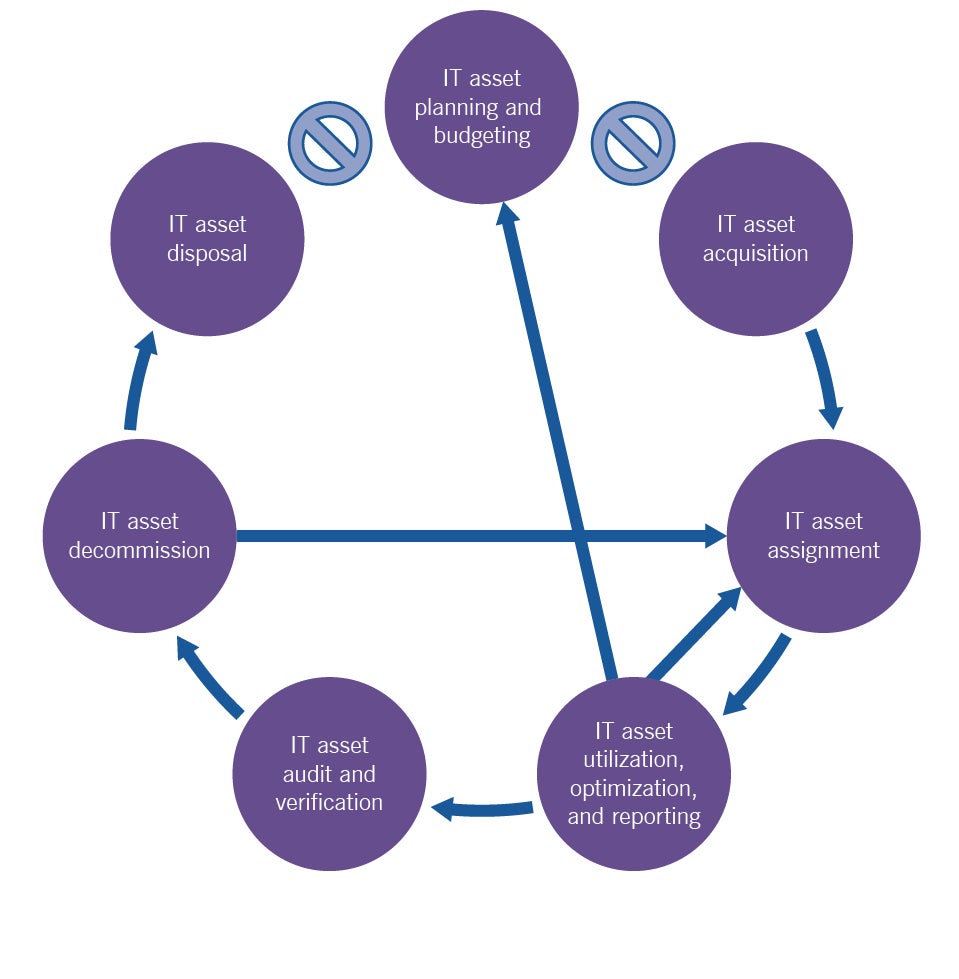 IT asset
planning and
budgeting
IT asset
acquisition
IT asset
assignment
IT asset
utilization,
optimization,
and reporting
IT asset
audit and
verification
IT asset
decommission
IT asset
disposal